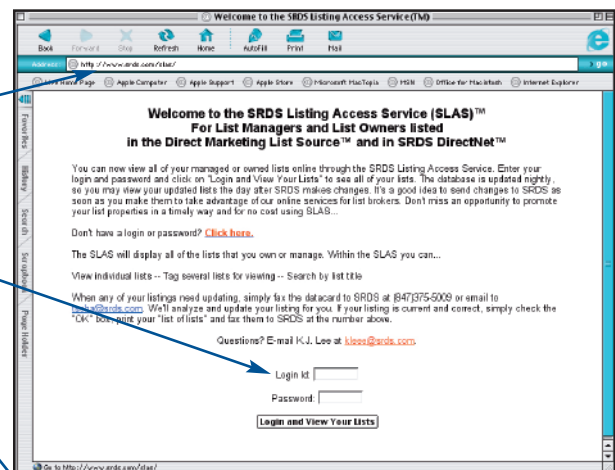 Welcome to the SRDS Listing Access Service(TM)
Back Forward Stop Refresh Home AutoFill Print Mail
Address: http://www.srds.com/slas/ go
Live Home Page Apple Computer Apple Support Apple Store Microsoft MacTopia MSN Office for Macintosh Internet Explorer
Favorites
History
Search
Scrapbook
Page Holder
Welcome to the SRDS Listing Access Service (SLAS)™
For List Managers and List Owners listed
in the Direct Marketing List Source™ and in SRDS DirectNet™
You can now view all of your managed or owned lists online through the SRDS Listing Access Service. Enter your
login and password and click on "Login and View Your Lists" to see all of your lists. The database is updated nightly,
so you may view your updated lists the day after SRDS makes changes. It's a good idea to send changes to SRDS as
soon as you make them to take advantage of our online services for list brokers. Don't miss an opportunity to promote
your list properties in a timely way and for no cost using SLAS...
Don't have a login or password? Click here.
The SLAS will display all of the lists that you own or manage. Within the SLAS you can...
View individual lists -- Tag several lists for viewing -- Search by list title
When any of your listings need updating, simply fax the datacard to SRDS at (847)375-5009 or email to
We'll analyze and update your listing for you. If your listing is current and correct, simply check the
"OK" box, print your "list of lists" and fax them to SRDS at the number above.
Questions? E-mail K.J. Lee at klee@srds.com.
Login Id:
Password:
Login and View Your Lists
Go to http://www.srds.com/slas/